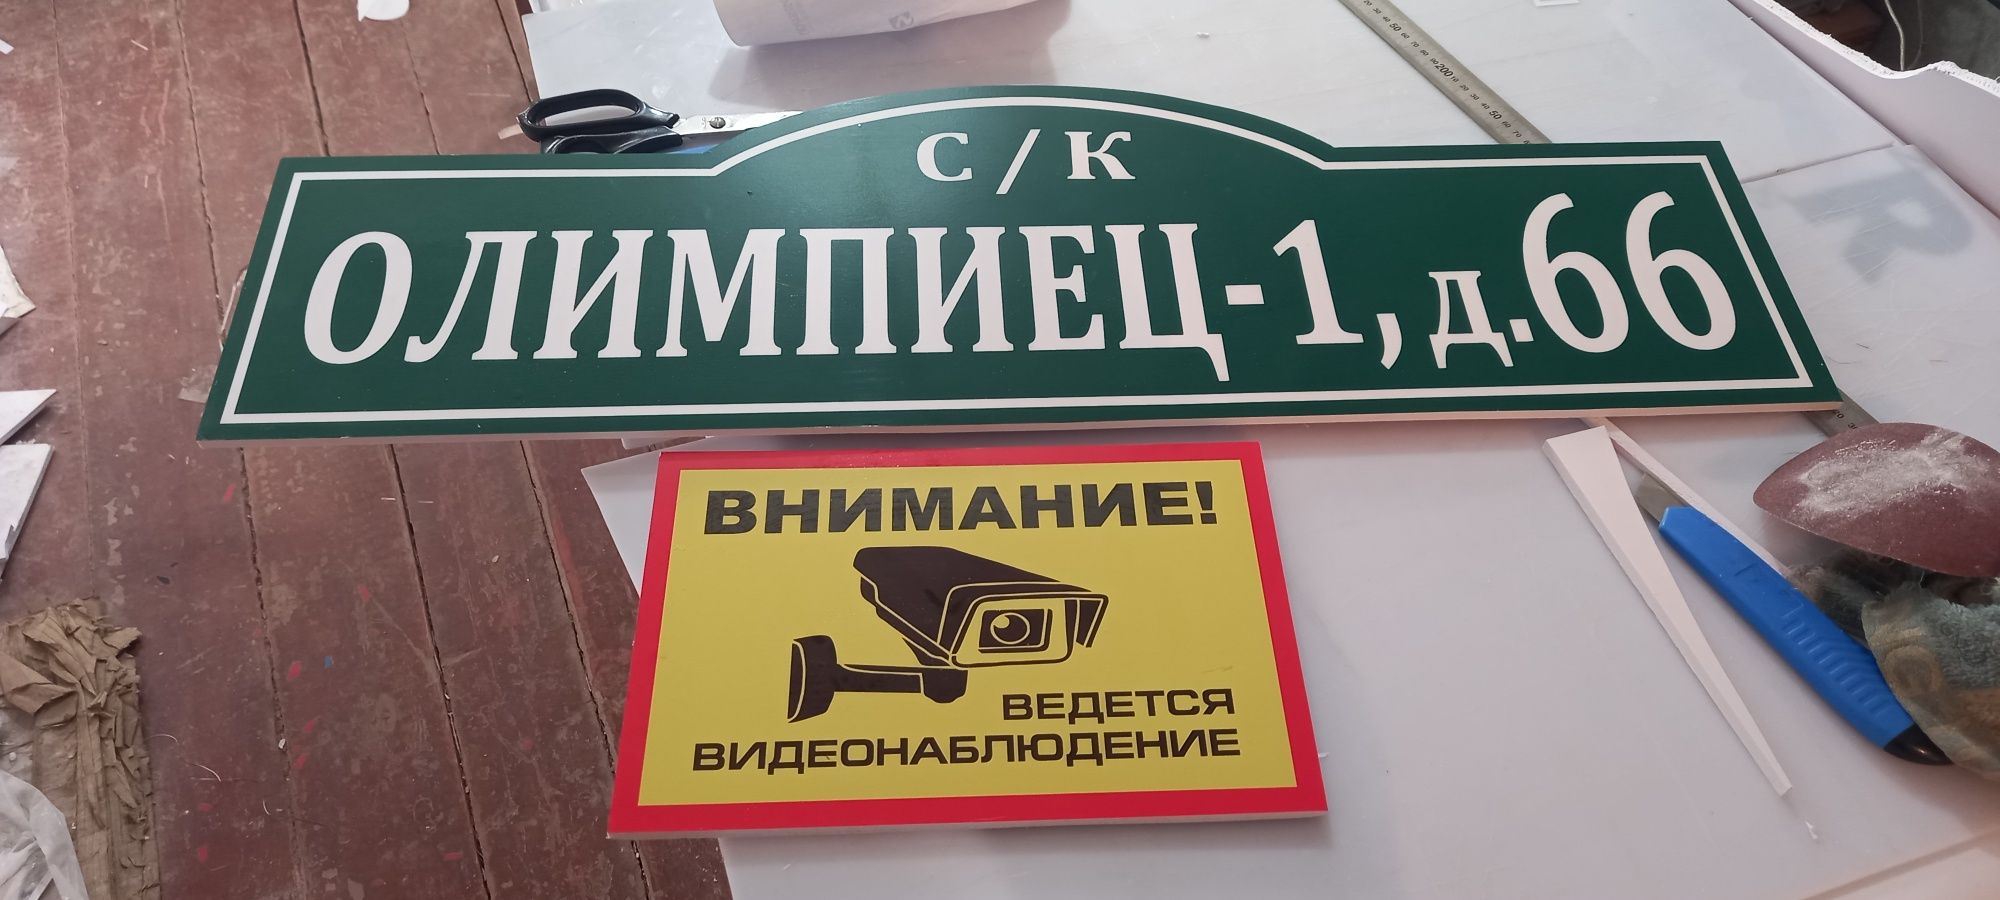 С/К
ОЛИМПИЕЦ-1, д.66
ВНИМАНИЕ!
ВЕДЕТСЯ
ВИДЕОНАБЛЮДЕНИЕ